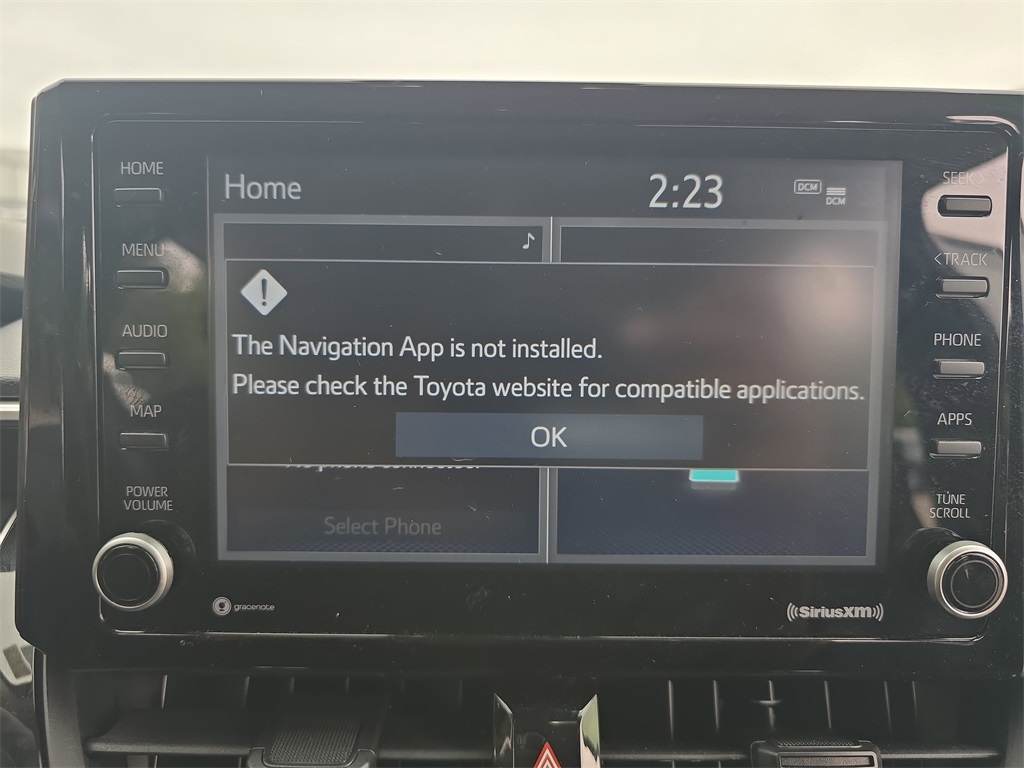 HOME
MENU
AUDIO
MAP
POWER
VOLUME
Home
2:23
DCM
DCM
The Navigation App is not installed.
Please check the Toyota website for compatible applications.
OK
Select Phone
gracenote
SiriusXM
SEEK>
<TRACK
PHONE
APPS
TUNE
SCROLL